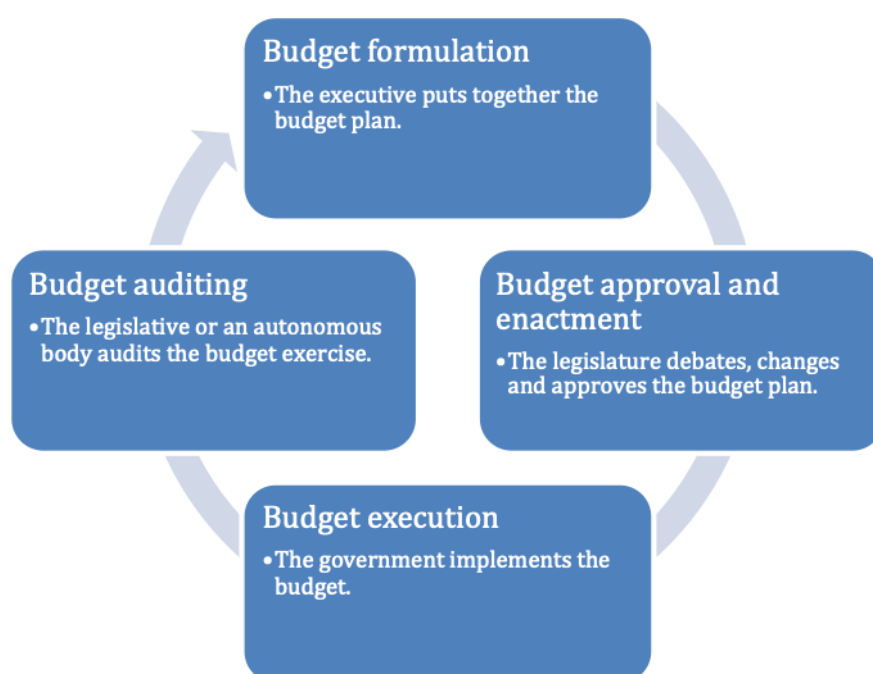 Budget formulation
•The executive puts together the
budget plan.
Budget approval and
enactment
•The legislature debates, changes
and approves the budget plan.
Budget execution
•The government implements the
budget.
Budget auditing
•The legislative or an autonomous
body audits the budget exercise.